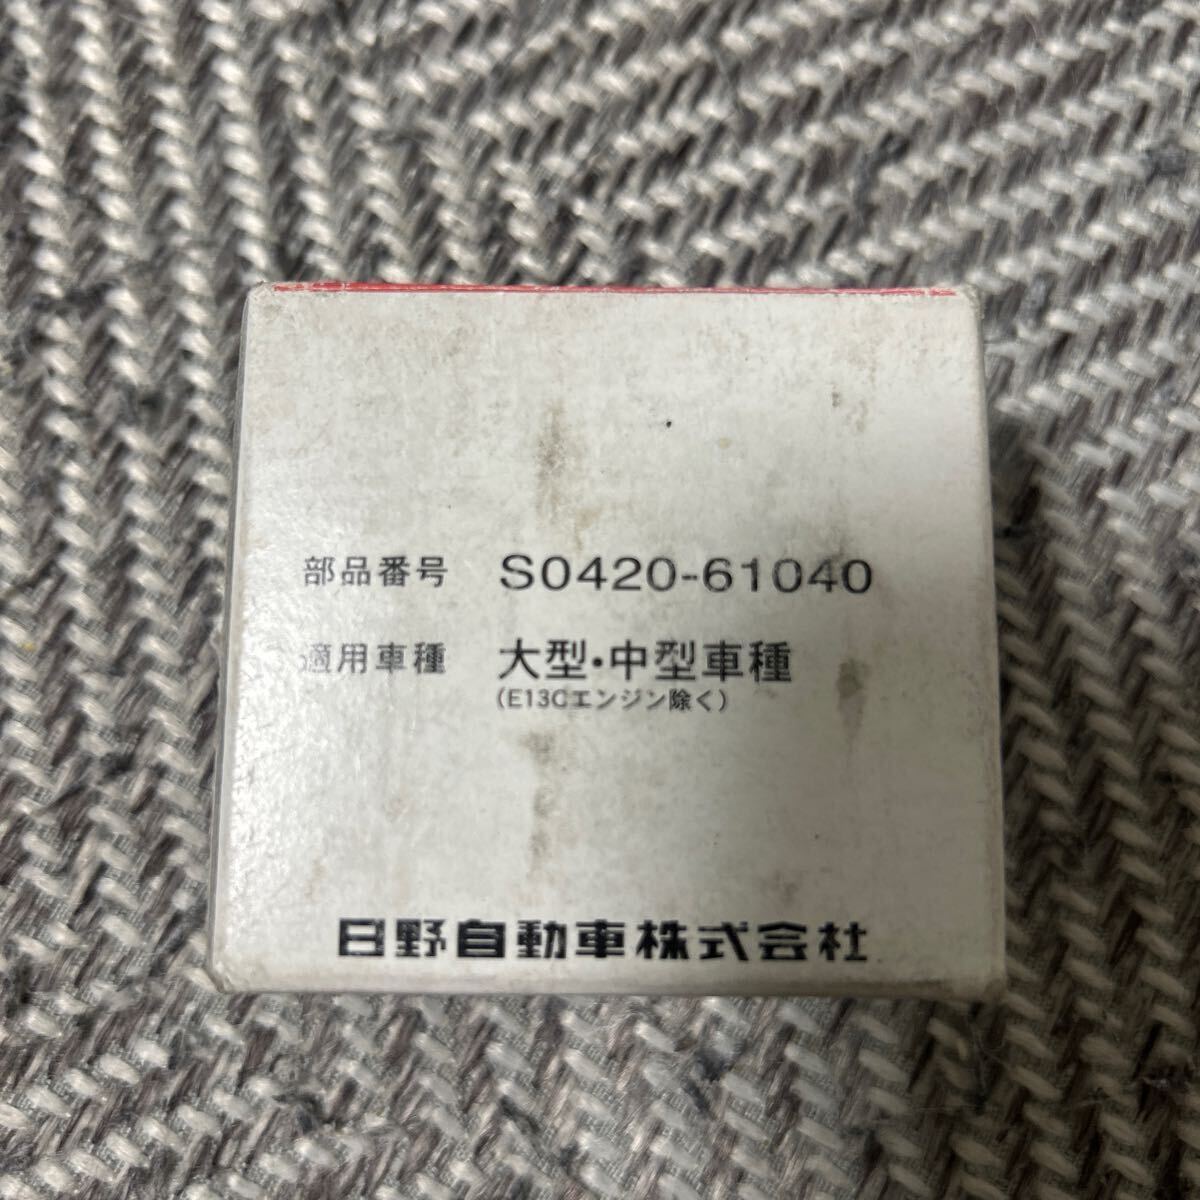 部品番号 S0420-61040
適用車種 大型・中型車種
(E13Cエンジン除く)
日野自動車株式会社